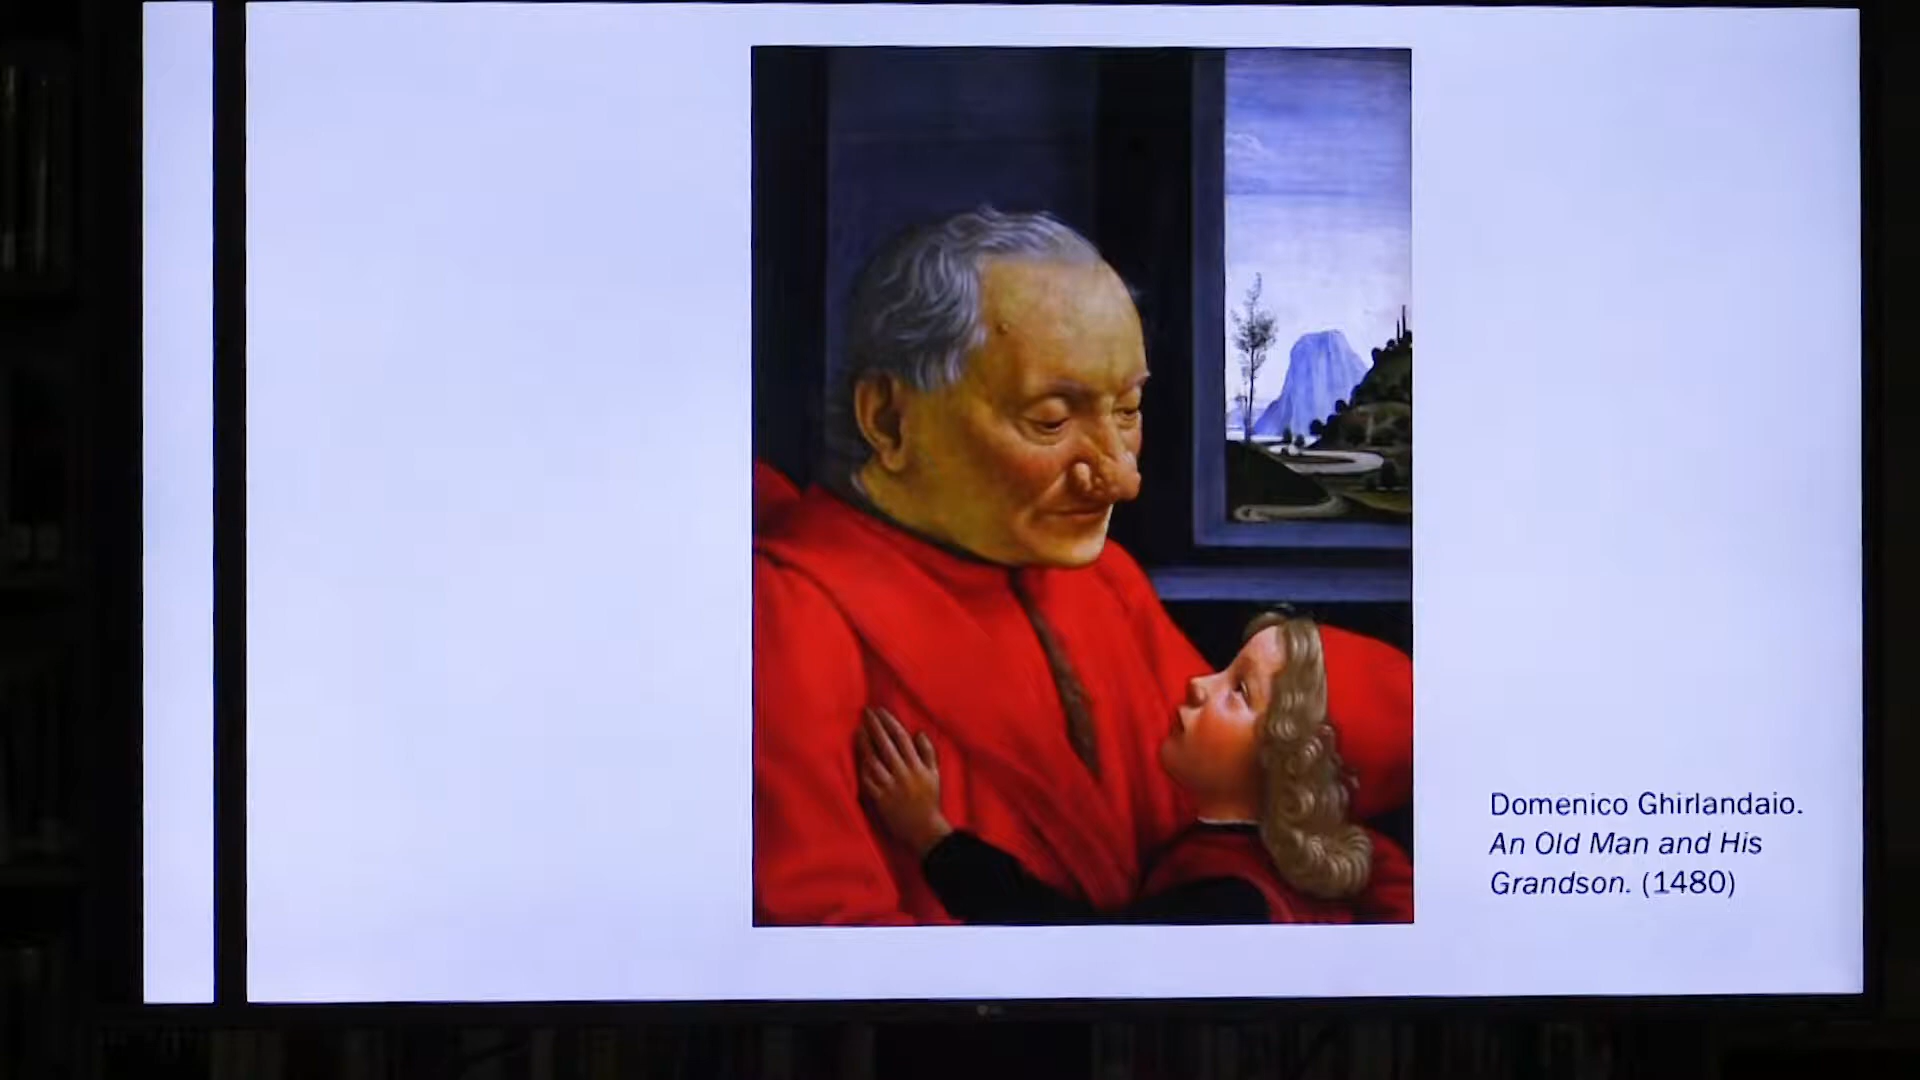 Domenico Ghirlandaio.
An Old Man and His
Grandson. (1480)